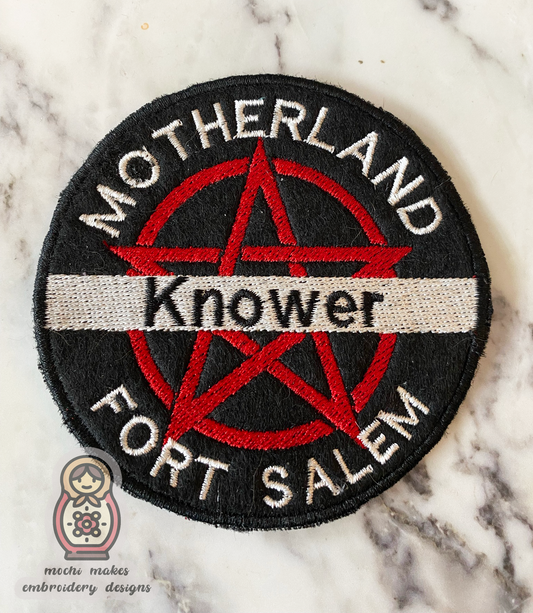 MOTHERLAND
Knower
FORT SALEM
mochi makes
embroidery designs